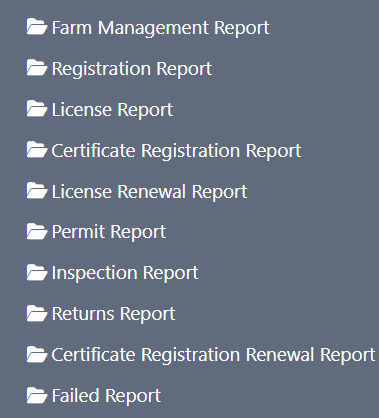 Farm Management Report
Registration Report
License Report
Certificate Registration Report
License Renewal Report
Permit Report
Inspection Report
Returns Report
Certificate Registration Renewal Report
Failed Report